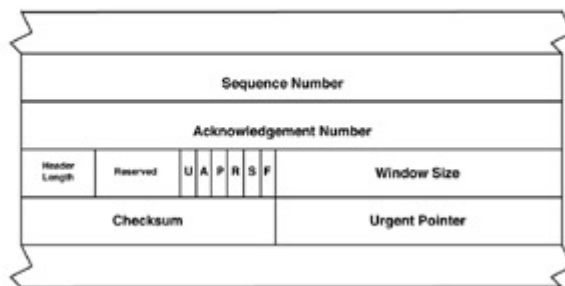 Sequence Number
Acknowledgement Number
Header
Length
Reserved
U A P R S F
Window Size
Checksum
Urgent Pointer